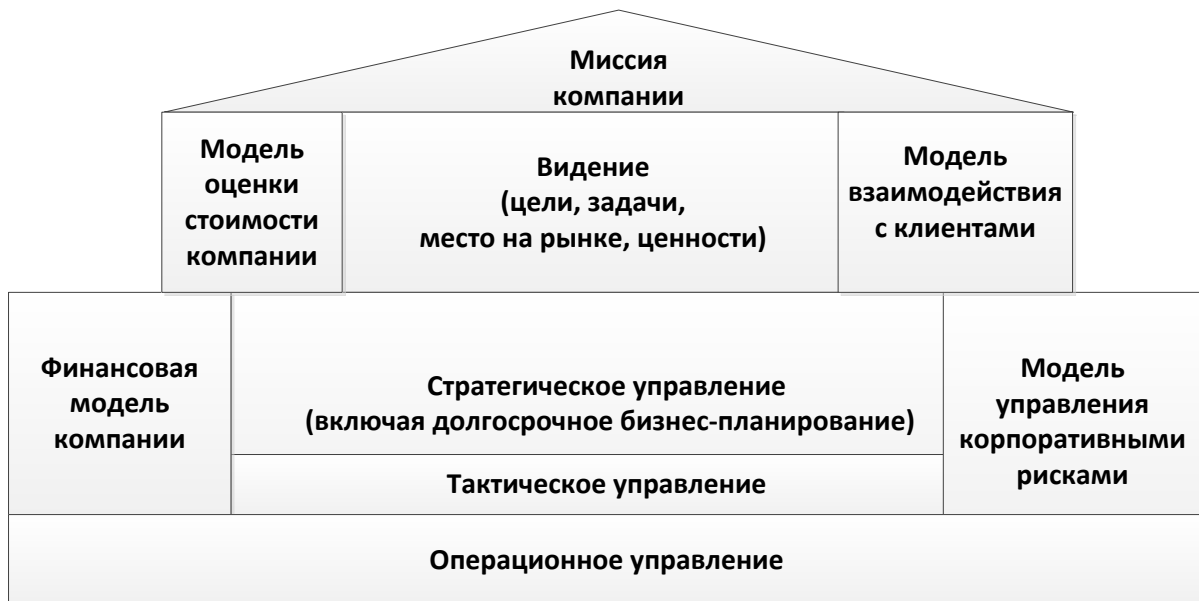 Миссия
компании
Модель
оценки
стоимости
компании
Видение
(цели, задачи,
место на рынке, ценности)
Модель
взаимодействия
с клиентами
Финансовая
модель
компании
Стратегическое управление
(включая долгосрочное бизнес-планирование)
Тактическое управление
Модель
управления
корпоративными
рисками
Операционное управление